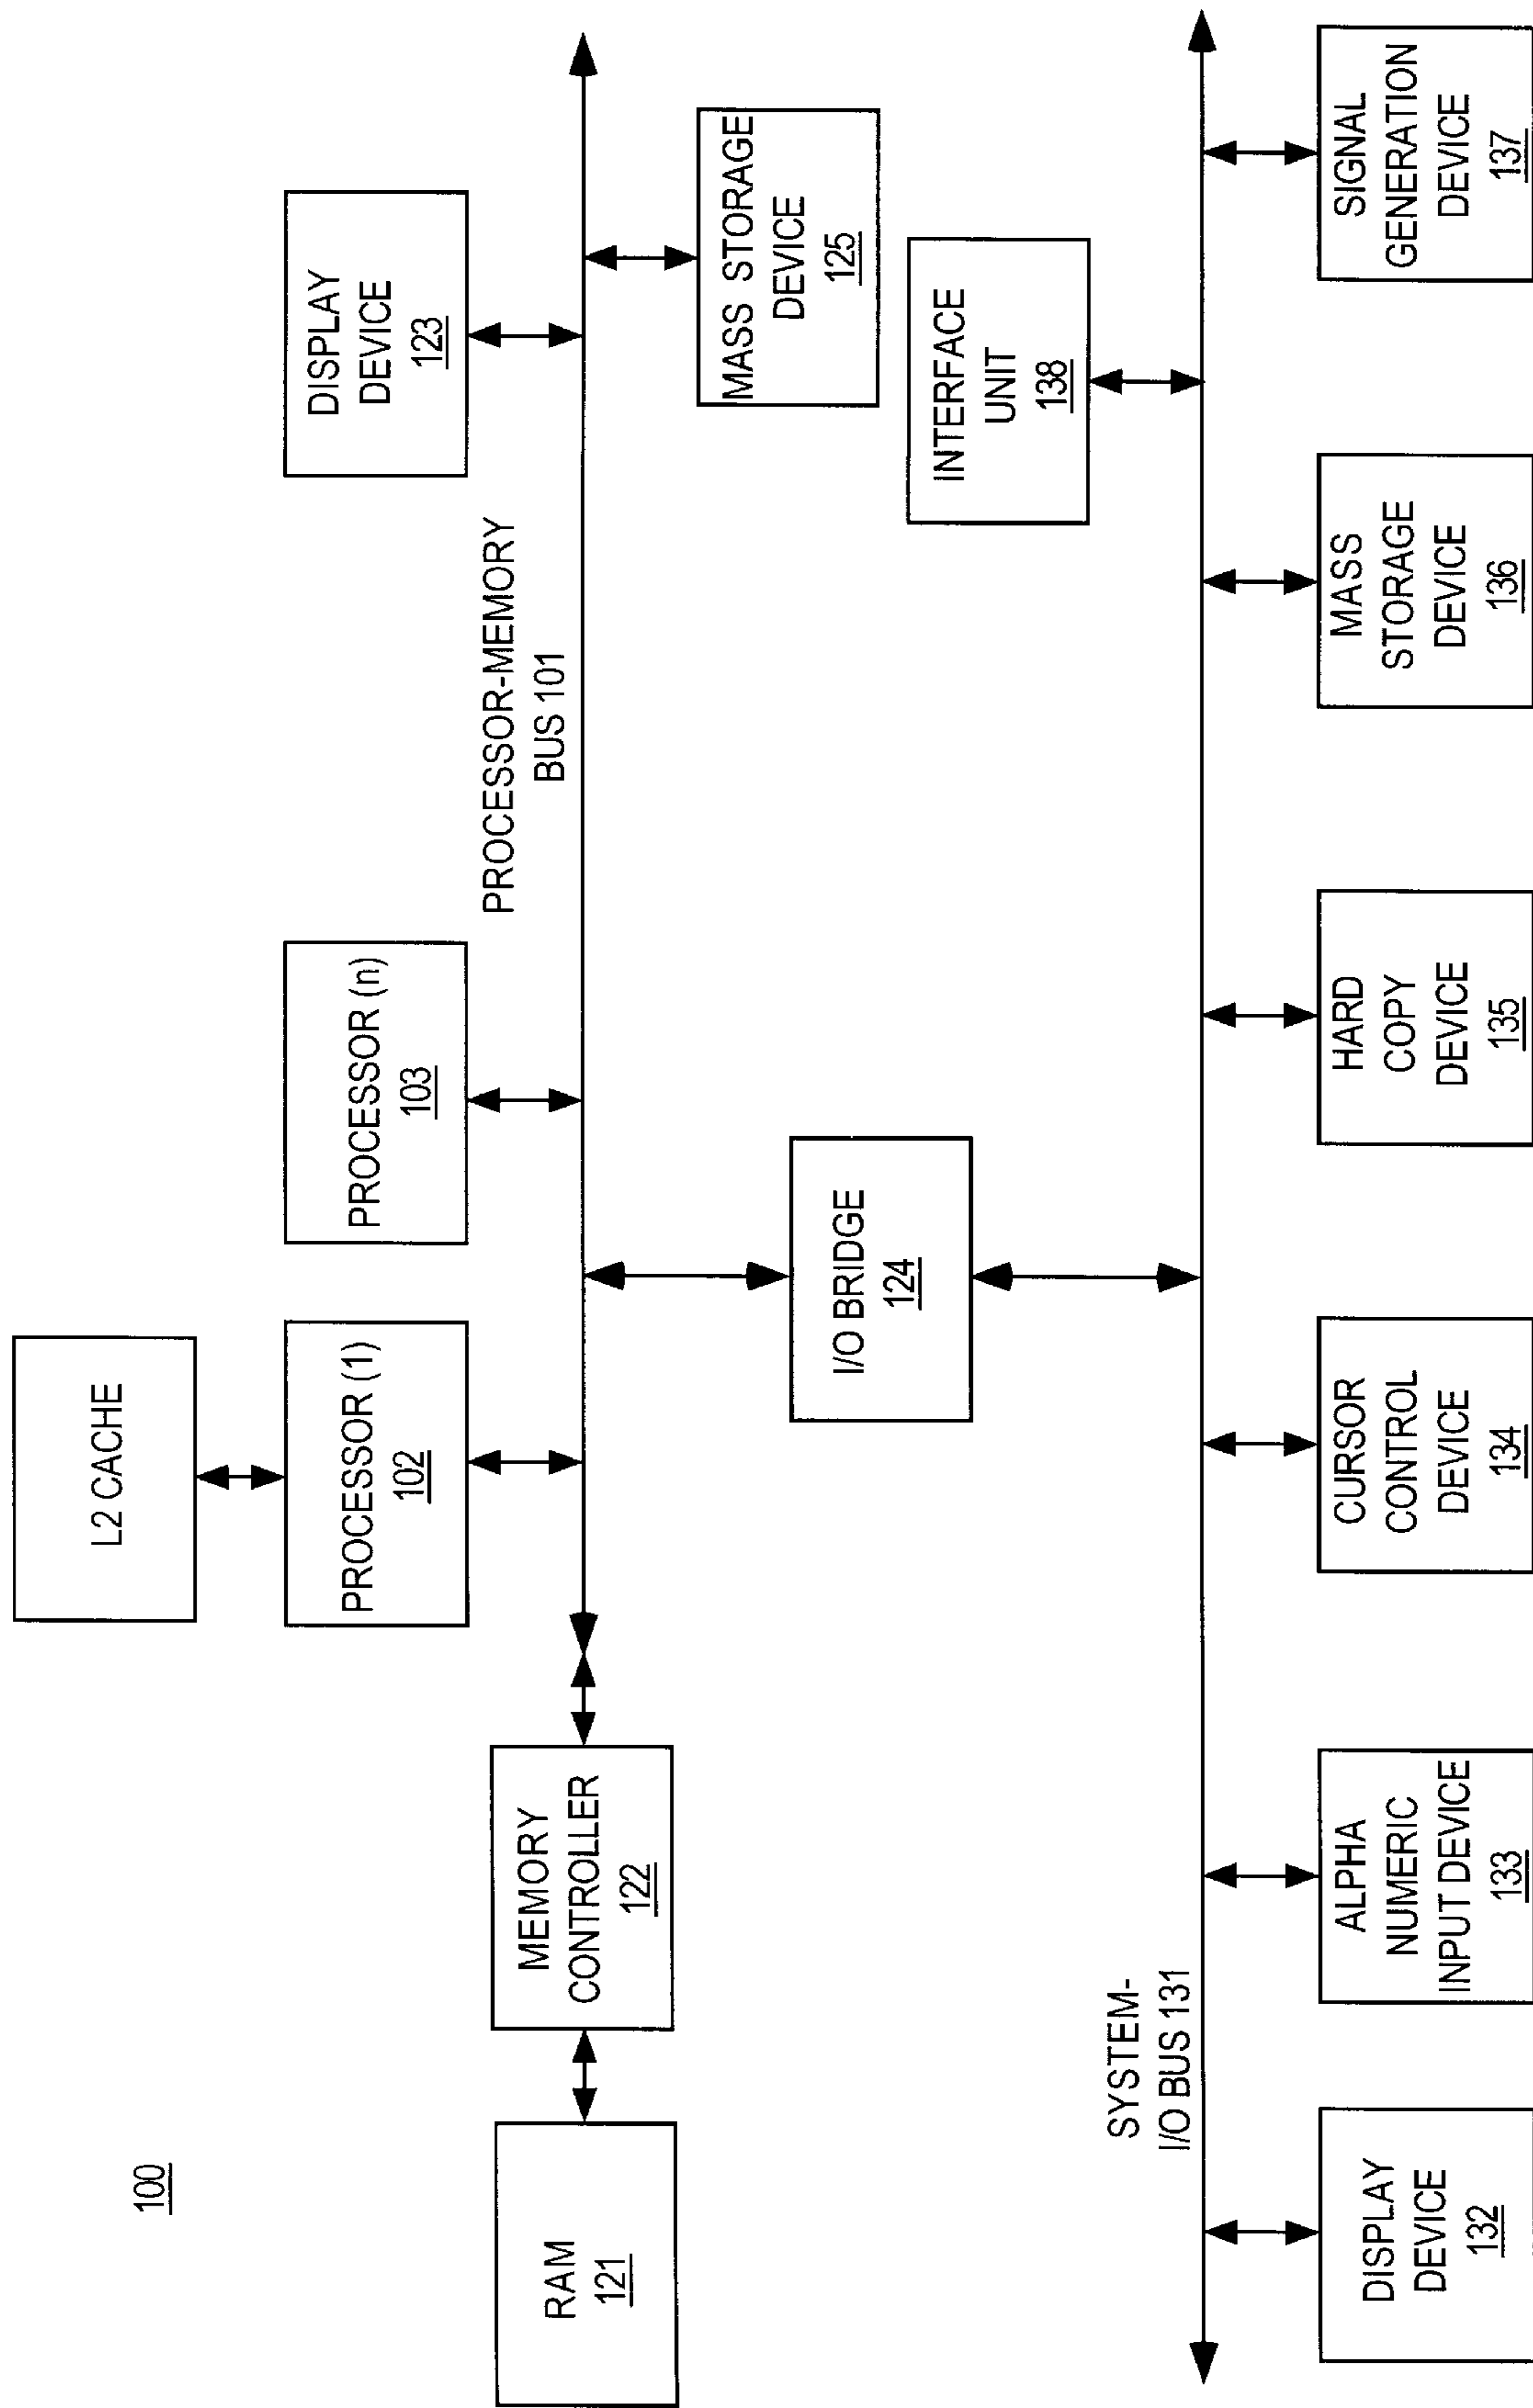 100
L2 CACHE
PROCESSOR (1)
102
PROCESSOR (n)
103
DISPLAY
DEVICE
123
RAM
121
MEMORY
CONTROLLER
122
PROCESSOR-MEMORY
BUS 101
MASS STORAGE
DEVICE
125
I/O BRIDGE
124
INTERFACE
UNIT
138
SYSTEM-
I/O BUS 131
DISPLAY
DEVICE
132
ALPHA
NUMERIC
INPUT DEVICE
133
CURSOR
CONTROL
DEVICE
134
HARD
COPY
DEVICE
135
MASS
STORAGE
DEVICE
136
SIGNAL
GENERATION
DEVICE
137